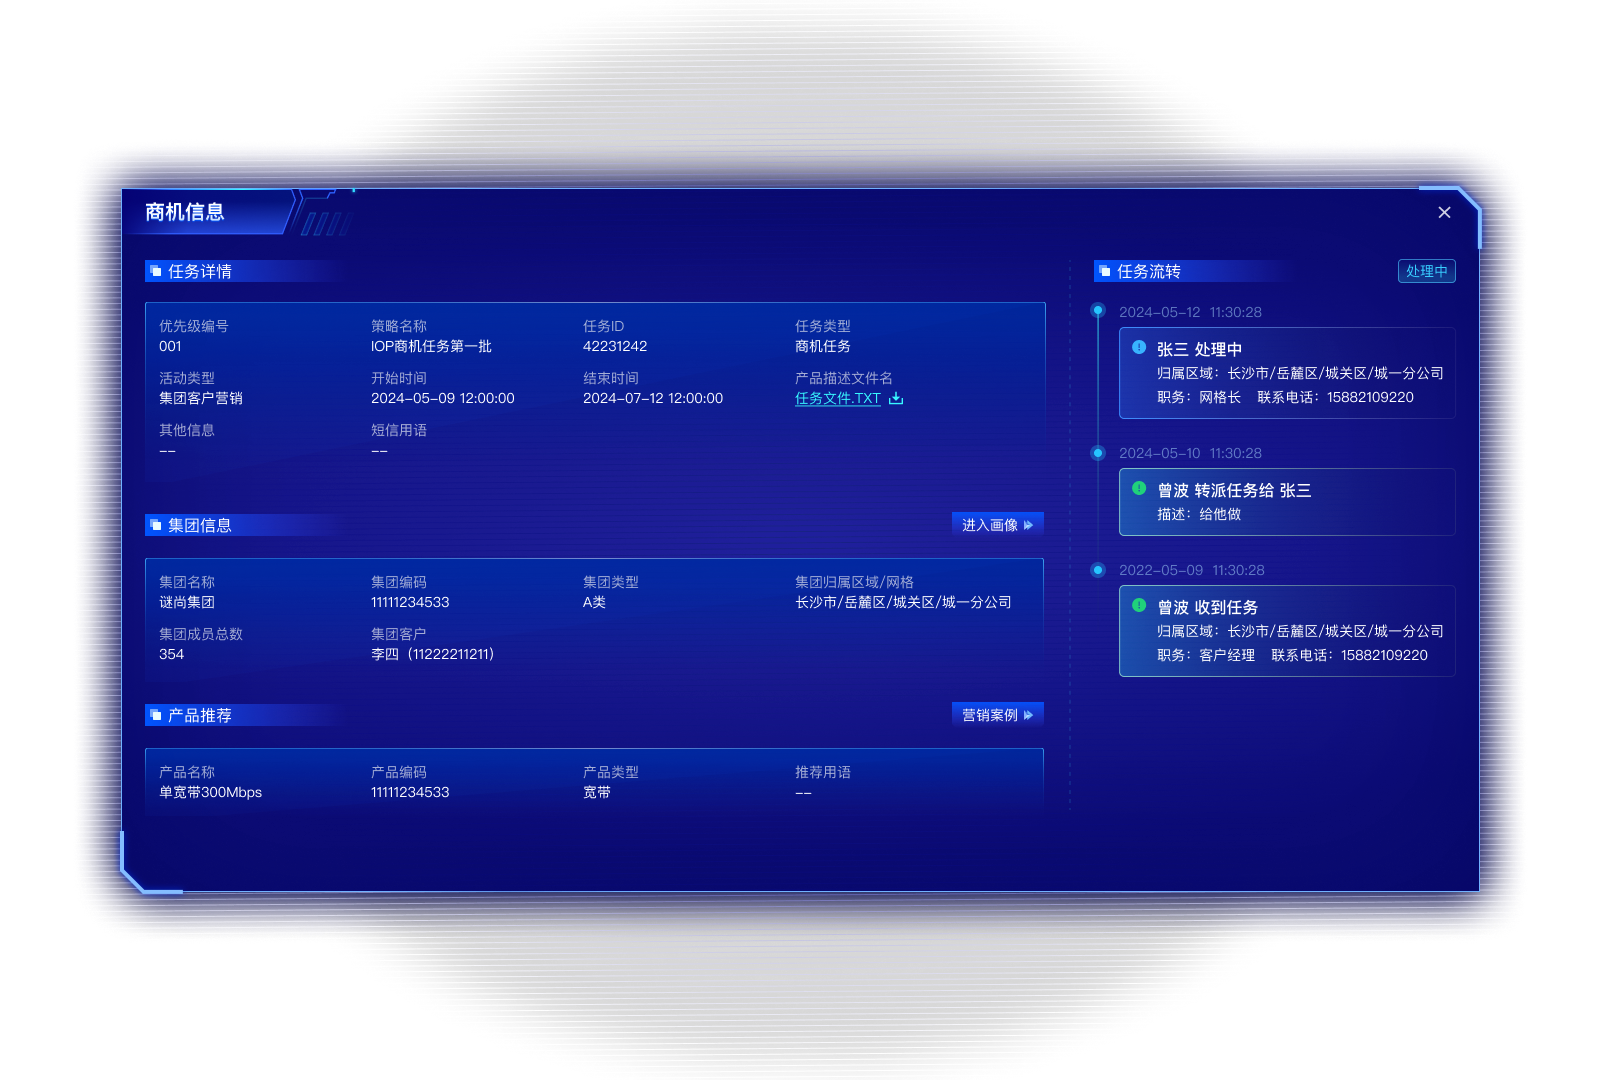 商机信息
任务详情
优先级编号 策略名称 任务ID 任务类型
001 IOP商机任务第一批 42231242 商机任务
活动类型 开始时间 结束时间 产品描述文件名
集团客户营销 2024-05-09 12:00:00 2024-07-12 12:00:00 任务文件.TXT
其他信息 短信用语
-- --
集团信息 进入画像
集团名称 集团编码 集团类型 集团归属区域/网格
谜尚集团 11111234533 A类 长沙市/岳麓区/城关区/城一分公司
集团成员总数 集团客户
354 李四（11222211211）
产品推荐 营销案例
产品名称 产品编码 产品类型 推荐用语
单宽带300Mbps 11111234533 宽带 --
任务流转 处理中
2024-05-12 11:30:28
张三 处理中
归属区域：长沙市/岳麓区/城关区/城一分公司
职务：网格长 联系电话：15882109220
2024-05-10 11:30:28
曾波 转派任务给 张三
描述：给他做
2022-05-09 11:30:28
曾波 收到任务
归属区域：长沙市/岳麓区/城关区/城一分公司
职务：客户经理 联系电话：15882109220